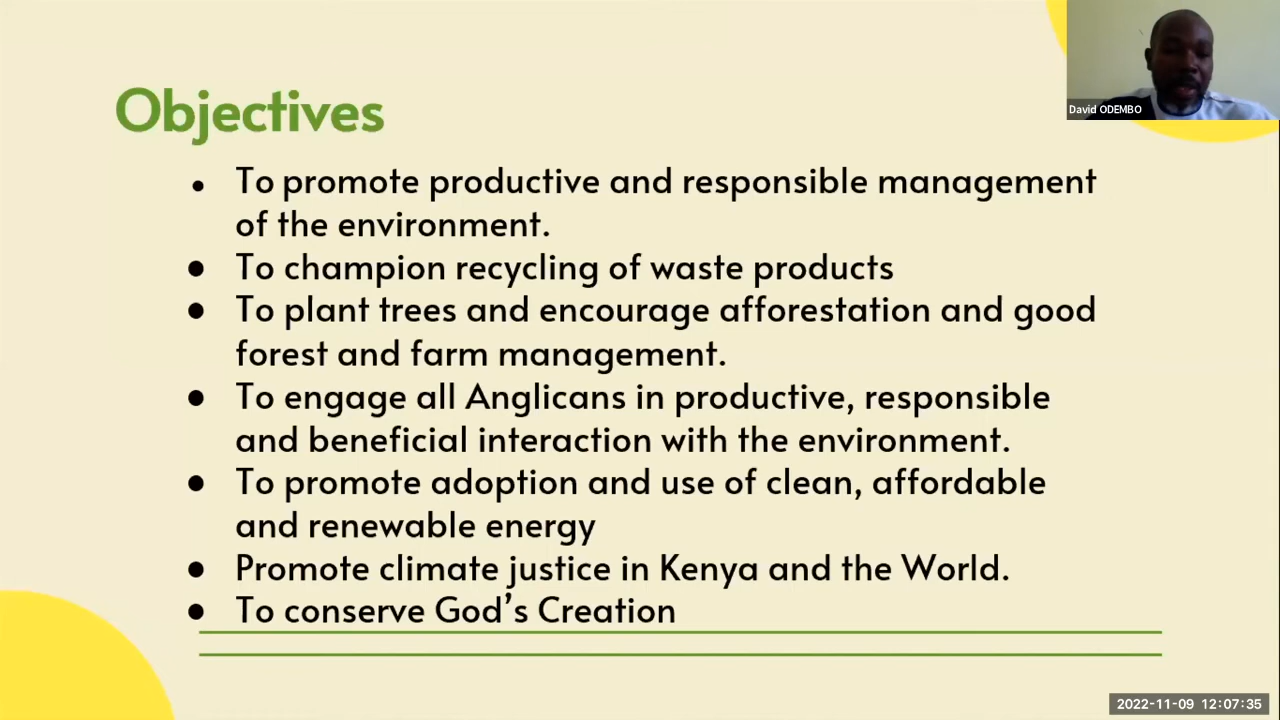 David ODEMBO
Objectives
• To promote productive and responsible management
of the environment.
• To champion recycling of waste products
• To plant trees and encourage afforestation and good
forest and farm management.
• To engage all Anglicans in productive, responsible
and beneficial interaction with the environment.
• To promote adoption and use of clean, affordable
and renewable energy
• Promote climate justice in Kenya and the World.
• To conserve God’s Creation
2022-11-09 12:07:35